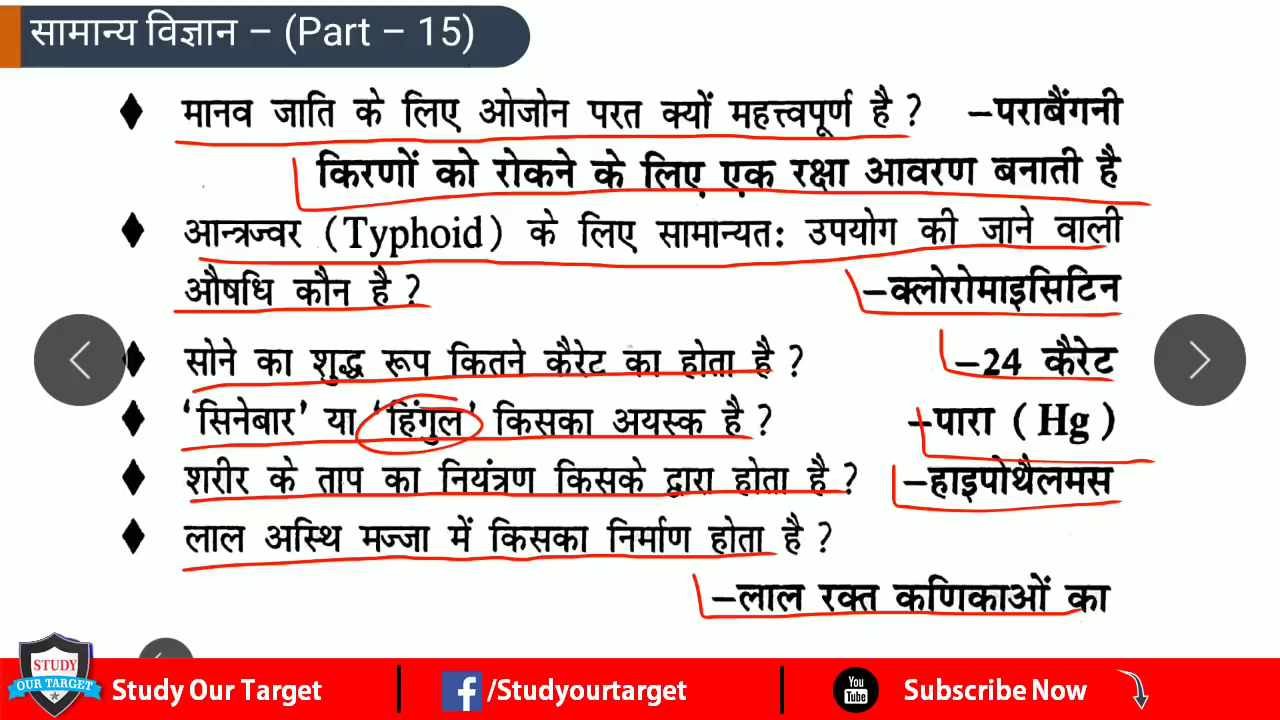 सामान्य विज्ञान – (Part – 15)
♦ मानव जाति के लिए ओजोन परत क्यों महत्त्वपूर्ण है ? –पराबैंगनी
किरणों को रोकने के लिए एक रक्षा आवरण बनाती है
♦ आन्त्रज्वर (Typhoid) के लिए सामान्यतः उपयोग की जाने वाली
औषधि कौन है ? –क्लोरोमाइसिटिन
♦ सोने का शुद्ध रूप कितने कैरेट का होता है ? –24 कैरेट
♦ 'सिनेबार' या 'हिंगुल' किसका अयस्क है ? –पारा (Hg)
♦ शरीर के ताप का नियंत्रण किसके द्वारा होता है ? –हाइपोथैलमस
♦ लाल अस्थि मज्जा में किसका निर्माण होता है ?
–लाल रक्त कणिकाओं का
STUDY
OUR TARGET
Study Our Target
f /Studyourtarget
You
Tube
Subscribe Now